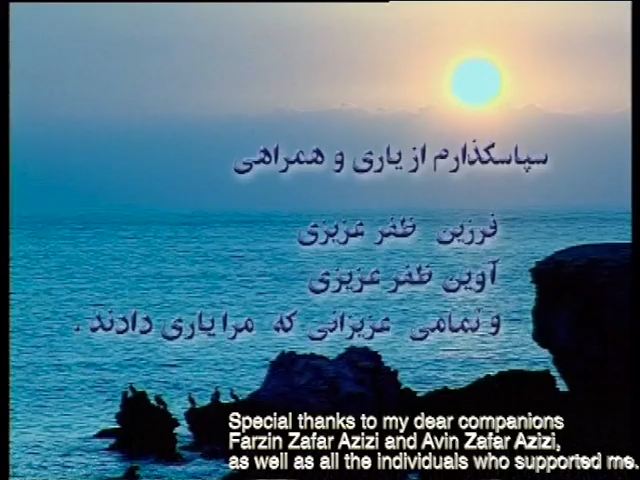 سپاسگذارم از یاری و همراهی
فرزین ظفر عزیزی
آوین ظفر عزیزی
و تمامی عزیزانی که مرا یاری دادند .
Special thanks to my dear companions
Farzin Zafar Azizi and Avin Zafar Azizi,
as well as all the individuals who supported me.